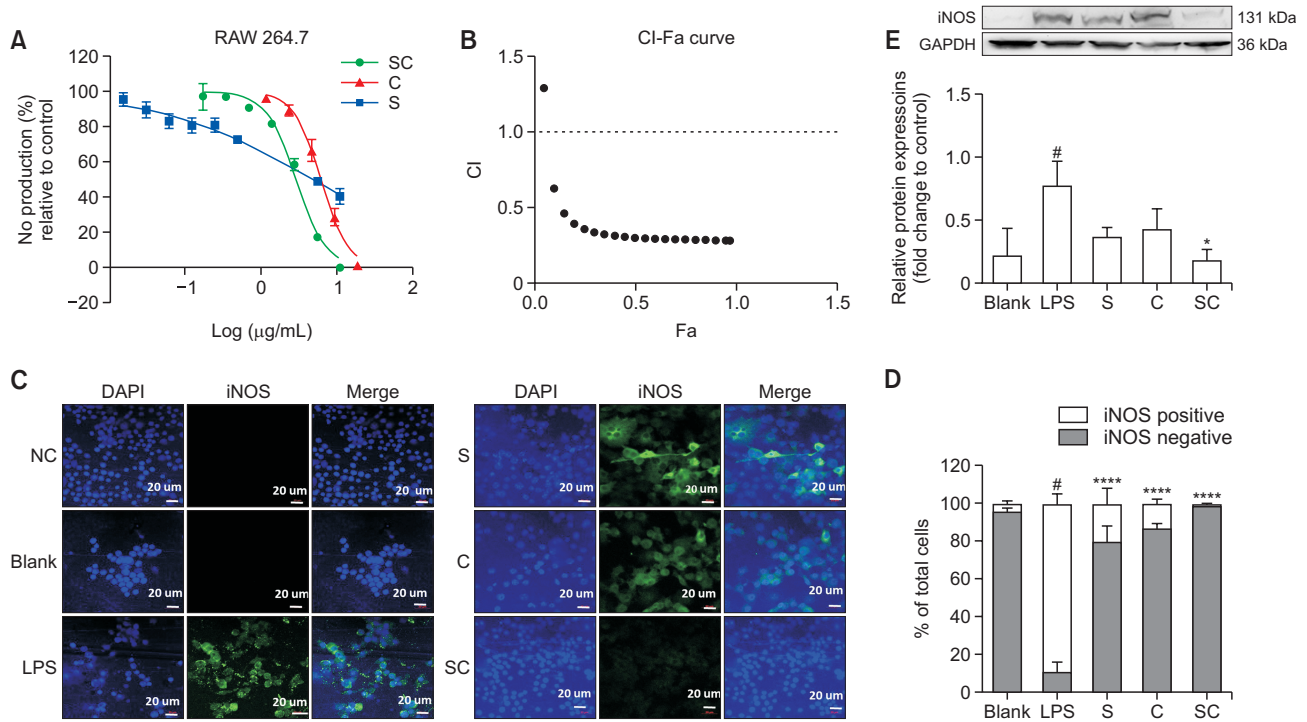 A
RAW 264.7
No production (%)
relative to control
120
100
80
60
40
20
0
−20
−1
0
1
2
Log (μg/mL)
SC
C
S
B
CI-Fa curve
CI
1.5
1.0
0.5
0
0.0
0.5
1.0
1.5
Fa
E
iNOS
131 kDa
GAPDH
36 kDa
Relative protein expressoins
(fold change to control)
1.5
1.0
0.5
0.0
#
*
Blank
LPS
S
C
SC
C
DAPI
iNOS
Merge
NC
20 um
20 um
20 um
Blank
20 um
20 um
20 um
LPS
20 um
20 um
20 um
DAPI
iNOS
Merge
S
20 um
20 um
20 um
C
20 um
20 um
20 um
SC
20 um
20 um
20 um
D
iNOS positive
iNOS negative
% of total cells
120
100
80
60
40
20
0
#
****
****
****
Blank
LPS
S
C
SC